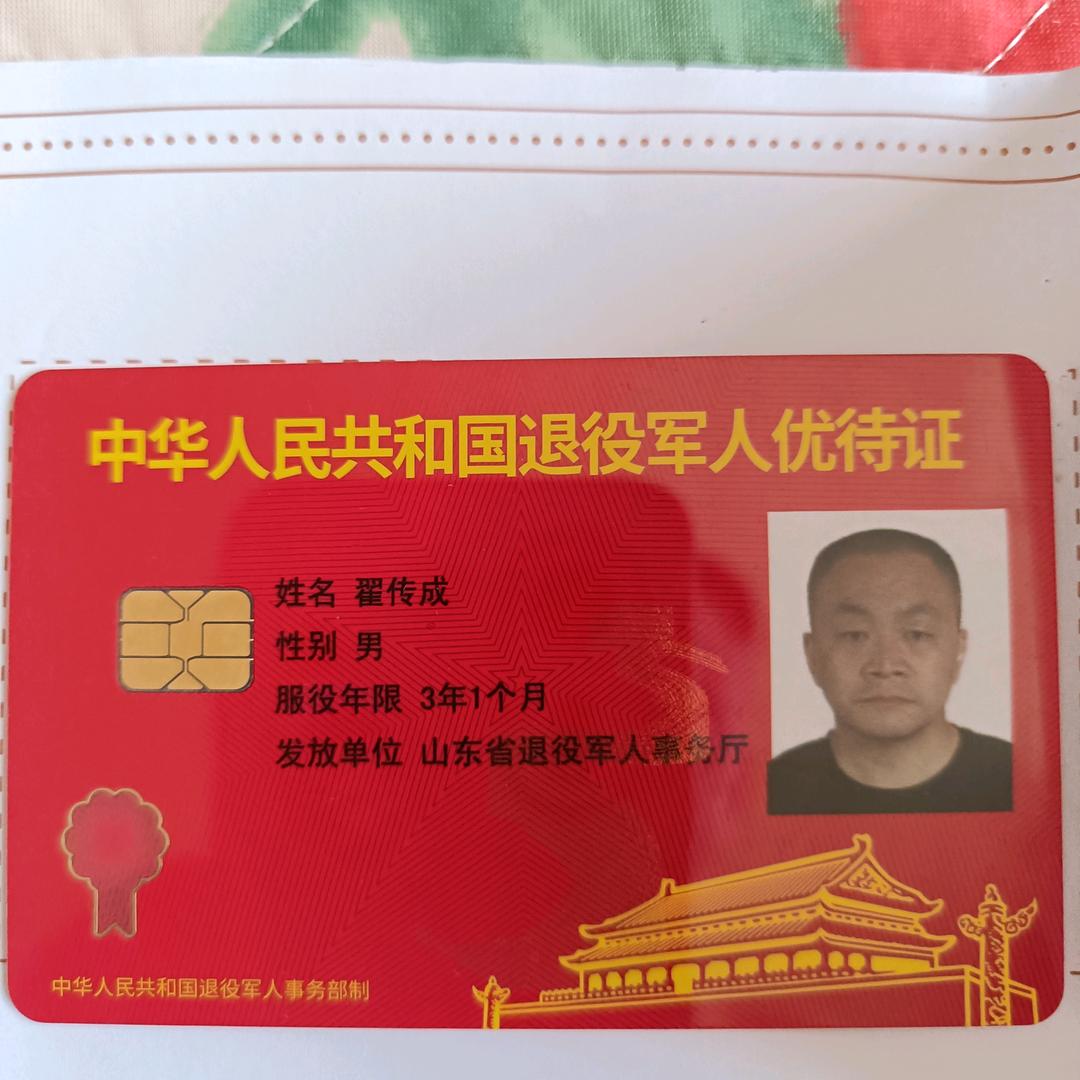 中华人民共和国退役军人优待证
姓名 翟传成
性别 男
服役年限 3年1个月
发放单位 山东省退役军人事务厅
中华人民共和国退役军人事务部制